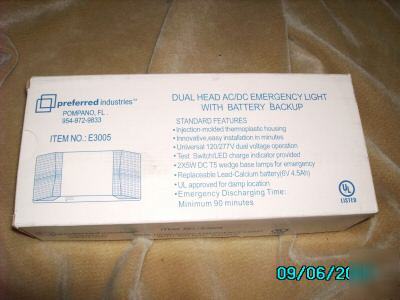 preferred industries™
POMPANO, FL .
954-972-9833
ITEM NO.: E3005
DUAL HEAD AC/DC EMERGENCY LIGHT
WITH BATTERY BACKUP
STANDARD FEATURES
• Injection-molded thermoplastic housing
• Innovative,easy installation in minutes
• Universal 120/277V dual voltage operation
• Test Switch/LED charge indicator provided
• 2X5W DC T5 wedge base lamps for emergency
• Replaceable Lead-Calcium battery(6V 4.5Ah)
• UL approved for damp location
• Emergency Discharging Time:
Minimum 90 minutes
UL
LISTED
09/06/20